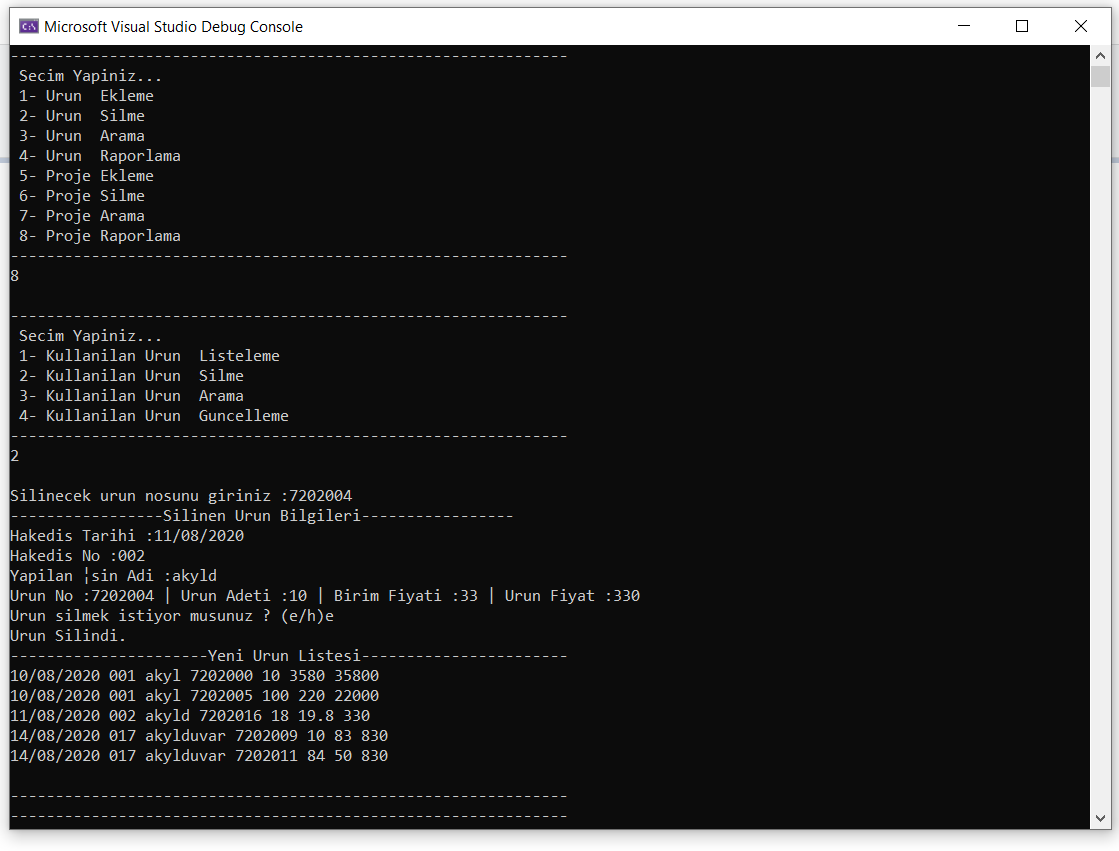 Microsoft Visual Studio Debug Console
--------------------------------------------------------------
Secim Yapiniz...
1- Urun  Ekleme
2- Urun  Silme
3- Urun  Arama
4- Urun  Raporlama
5- Proje Ekleme
6- Proje Silme
7- Proje Arama
8- Proje Raporlama
--------------------------------------------------------------
8
--------------------------------------------------------------
Secim Yapiniz...
1- Kullanilan Urun  Listeleme
2- Kullanilan Urun  Silme
3- Kullanilan Urun  Arama
4- Kullanilan Urun  Guncelleme
--------------------------------------------------------------
2
Silinecek urun nosunu giriniz :7202004
-----------------Silinen Urun Bilgileri-----------------
Hakedis Tarihi :11/08/2020
Hakedis No :002
Yapilan ¦sin Adi :akyld
Urun No :7202004 | Urun Adeti :10 | Birim Fiyati :33 | Urun Fiyat :330
Urun silmek istiyor musunuz ? (e/h)e
Urun Silindi.
----------------------Yeni Urun Listesi-----------------------
10/08/2020 001 akyl 7202000 10 3580 35800
10/08/2020 001 akyl 7202005 100 220 22000
11/08/2020 002 akyld 7202016 18 19.8 330
14/08/2020 017 akylduvar 7202009 10 83 830
14/08/2020 017 akylduvar 7202011 84 50 830
--------------------------------------------------------------
--------------------------------------------------------------